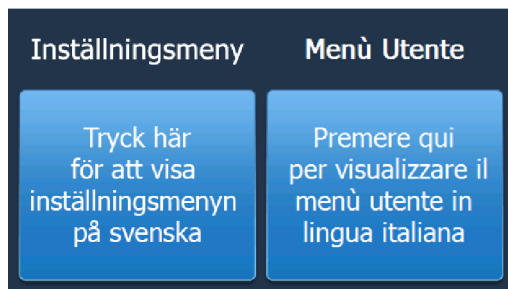 Inställningsmeny
Tryck här
för att visa
inställningsmenyn
på svenska
Menù Utente
Premere qui
per visualizzare il
menù utente in
lingua italiana